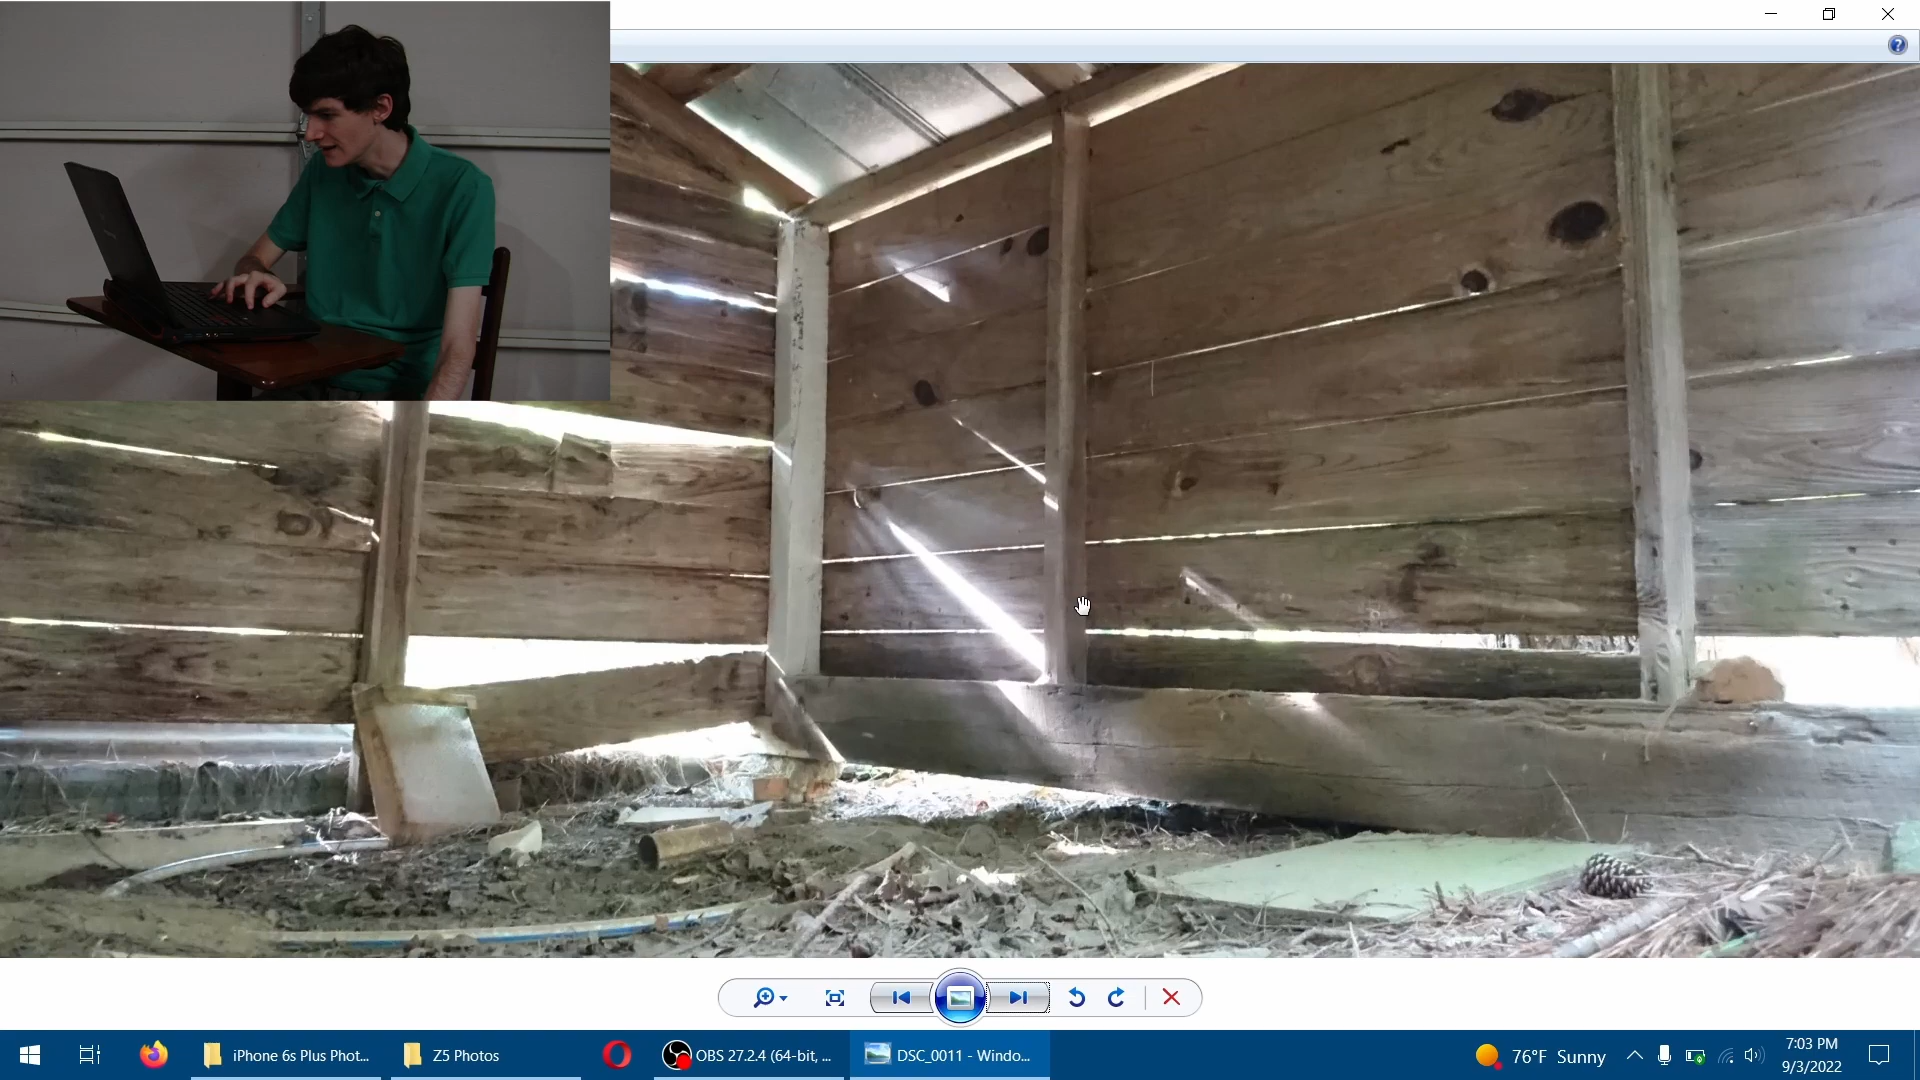 iPhone 6s Plus Phot...
Z5 Photos
OBS 27.2.4 (64-bit, ...
DSC_0011 - Windo...
76°F Sunny
7:03 PM
9/3/2022